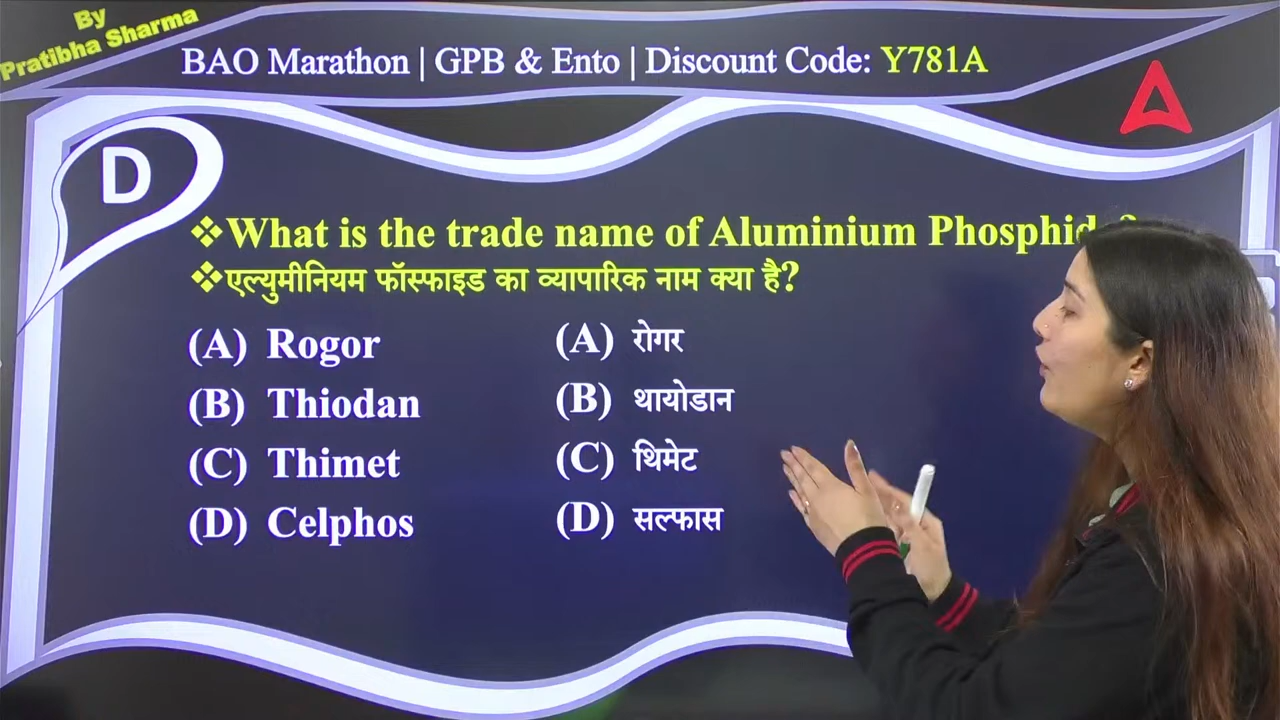 By
Pratibha Sharma
BAO Marathon | GPB & Ento | Discount Code: Y781A
D
❖What is the trade name of Aluminium ?
❖एल्युमीनियम फॉस्फाइड का व्यापारिक नाम क्या है?
(A) Rogor (A) रोगर
(B) Thiodan (B) थायोडान
(C) Thimet (C) थिमेट
(D) Celphos (D) सल्फास